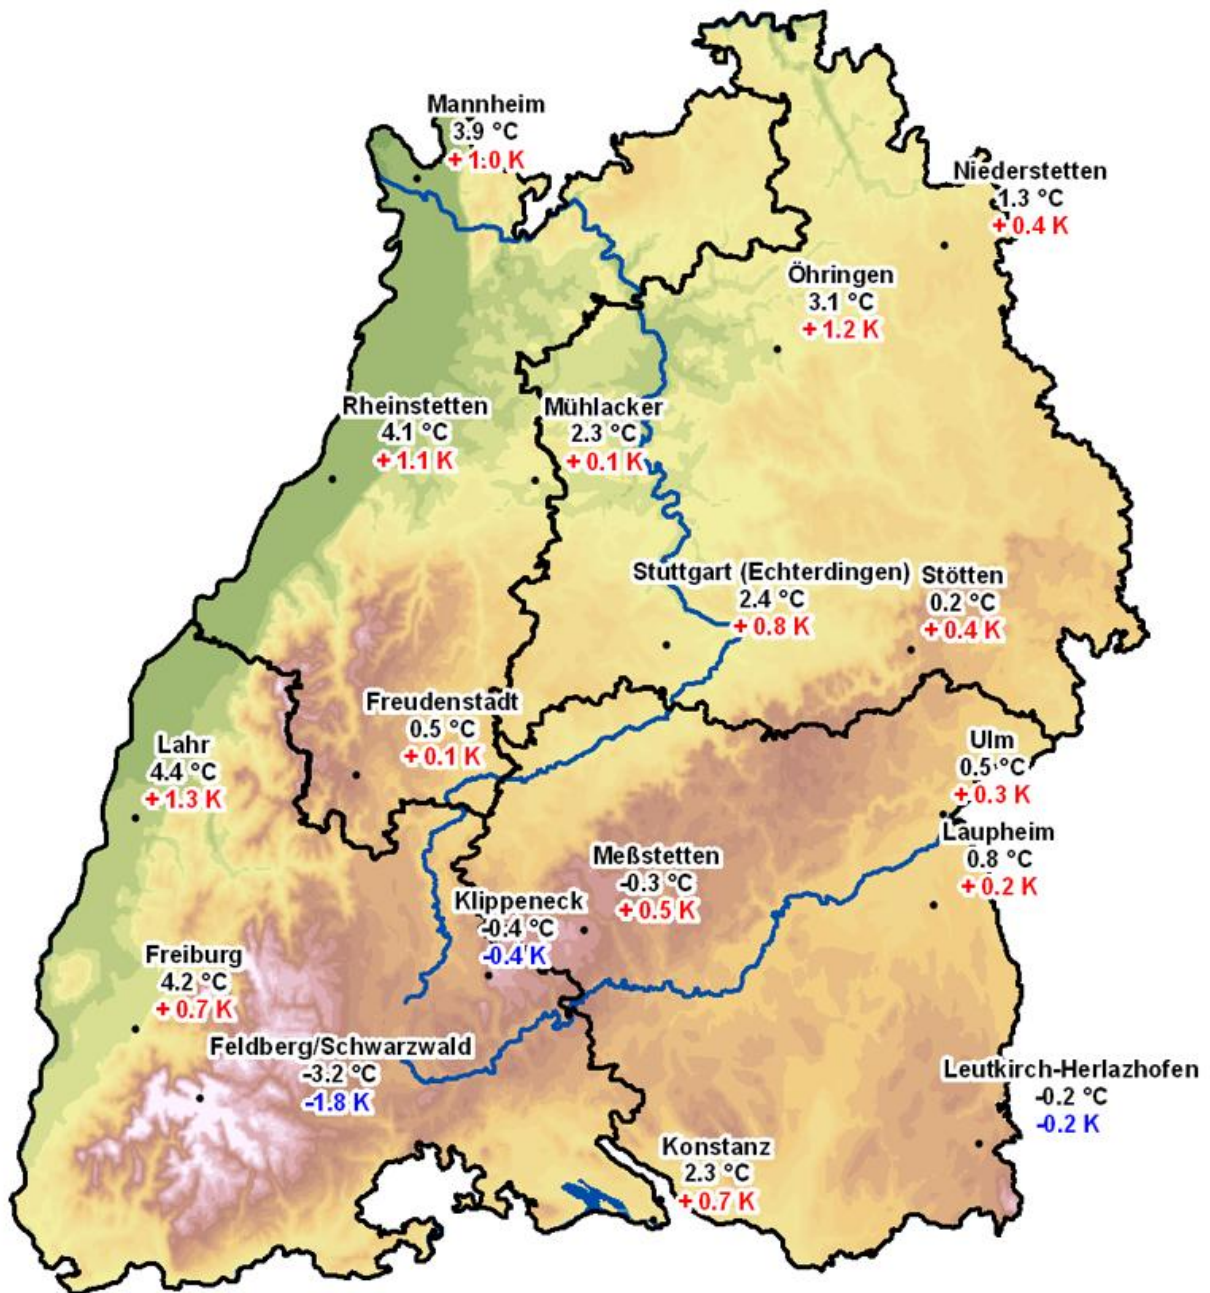 Mannheim
3.9 °C
+ 1.0 K
Niederstetten
1.3 °C
+ 0.4 K
Öhringen
3.1 °C
+ 1.2 K
Rheinstetten
4.1 °C
+ 1.1 K
Mühlacker
2.3 °C
+ 0.1 K
Stuttgart (Echterdingen)
2.4 °C
+ 0.8 K
Stötten
0.2 °C
+ 0.4 K
Freudenstadt
0.5 °C
+ 0.1 K
Lahr
4.4 °C
+ 1.3 K
Ulm
0.5 °C
+ 0.3 K
Laupheim
0.8 °C
+ 0.2 K
Meßstetten
-0.3 °C
+ 0.5 K
Klippeneck
-0.4 °C
-0.4 K
Freiburg
4.2 °C
+ 0.7 K
Feldberg/Schwarzwald
-3.2 °C
-1.8 K
Leutkirch-Herlazhofen
-0.2 °C
-0.2 K
Konstanz
2.3 °C
+ 0.7 K